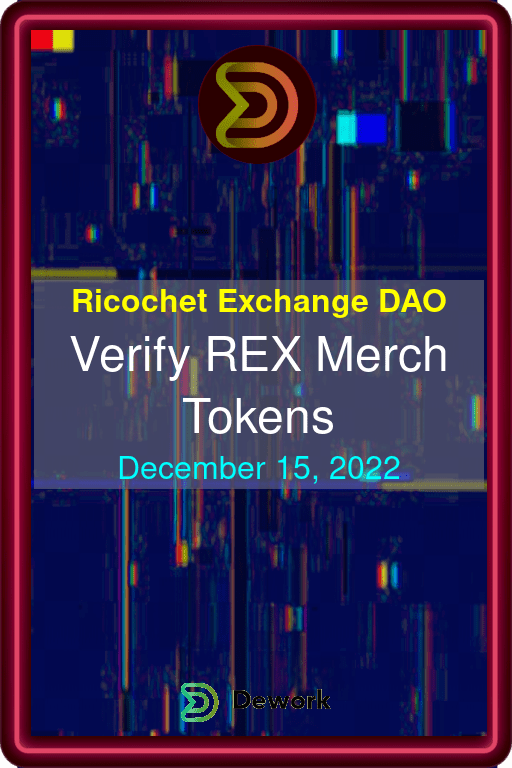 Ricochet Exchange DAO
Verify REX Merch
Tokens
December 15, 2022
Dework